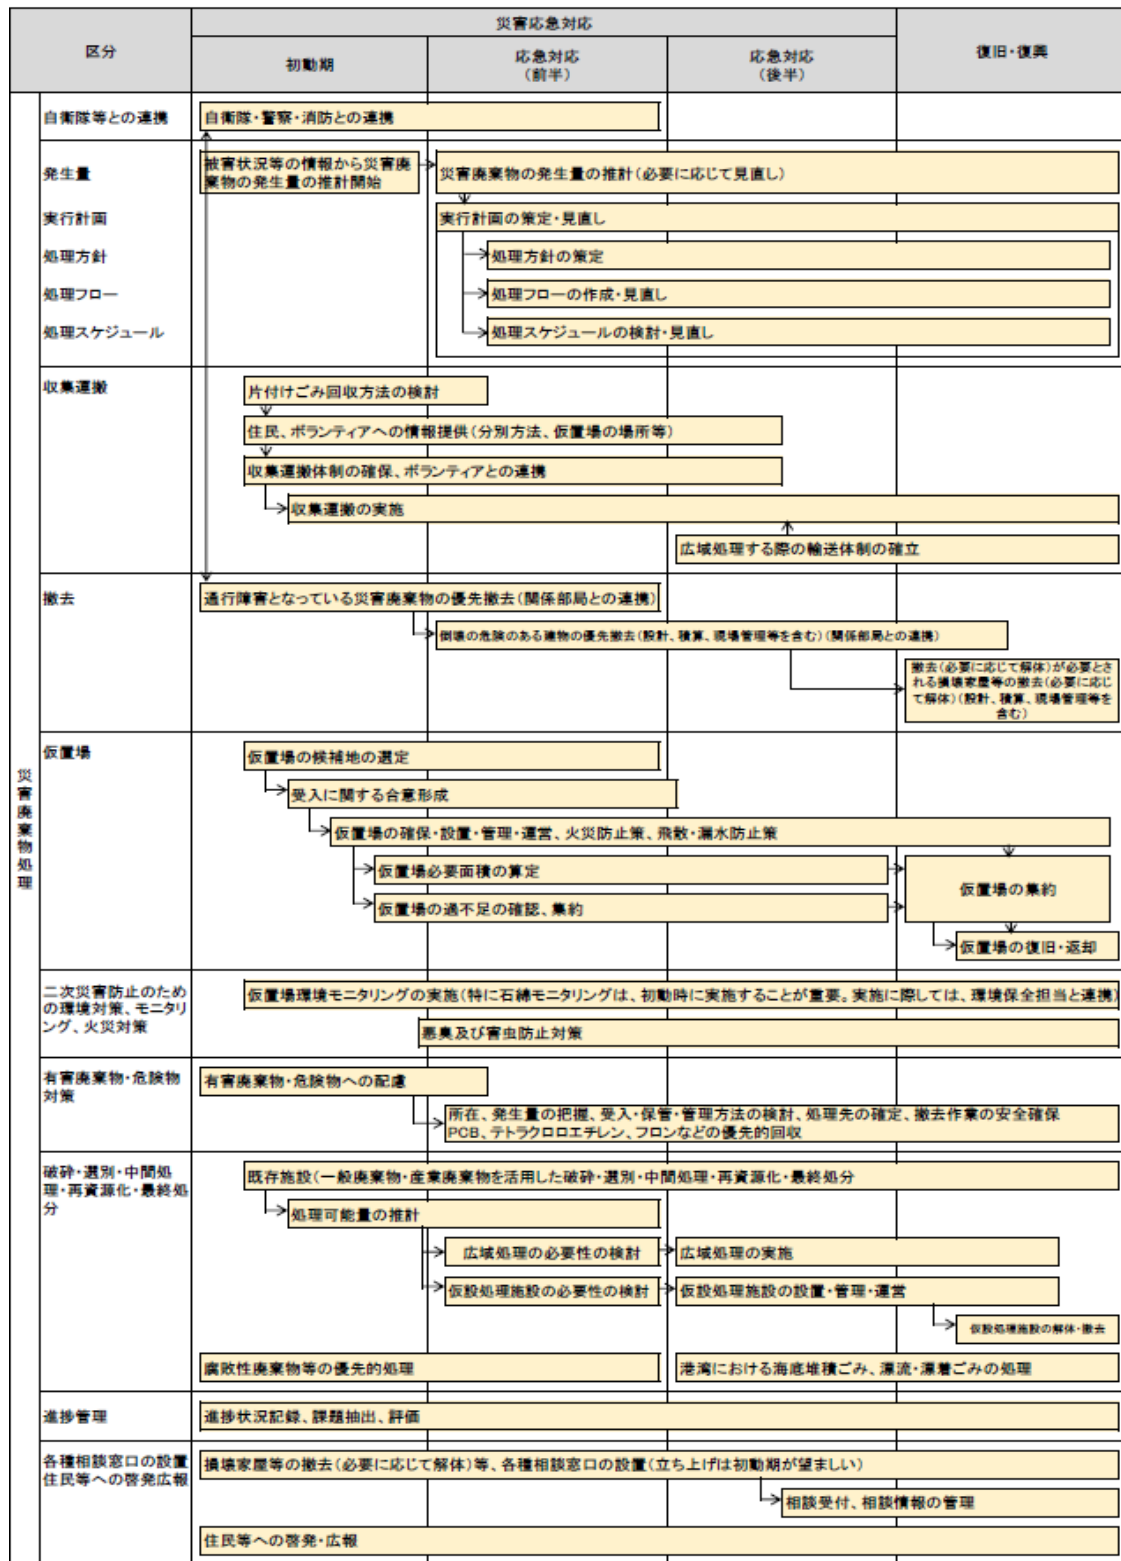 区分
災害応急対応
初動期
応急対応
（前半）
応急対応
（後半）
復旧・復興
災害廃棄物処理
自衛隊等との連携
自衛隊・警察・消防との連携
発生量
被害状況等の情報から災害廃
棄物の発生量の推計開始
災害廃棄物の発生量の推計（必要に応じて見直し）
実行計画
実行計画の策定・見直し
処理方針
処理方針の策定
処理フロー
処理フローの作成・見直し
処理スケジュール
処理スケジュールの検討・見直し
収集運搬
片付けごみ回収方法の検討
住民、ボランティアへの情報提供（分別方法、仮置場の場所等）
収集運搬体制の確保、ボランティアとの連携
収集運搬の実施
広域処理する際の輸送体制の確立
撤去
通行障害となっている災害廃棄物の優先撤去（関係部局との連携）
倒壊の危険のある建物の優先撤去（設計、積算、現場管理等を含む）（関係部局との連携）
撤去（必要に応じて解体）が必要とさ
れる損壊家屋等の撤去（必要に応じ
て解体）（設計、積算、現場管理等を
含む）
仮置場
仮置場の候補地の選定
受入に関する合意形成
仮置場の確保・設置・管理・運営、火災防止策、飛散・漏水防止策
仮置場必要面積の算定
仮置場の過不足の確認、集約
仮置場の集約
仮置場の復旧・返却
二次災害防止のため
の環境対策、モニタリ
ング、火災対策
仮置場環境モニタリングの実施（特に石綿モニタリングは、初動時に実施することが重要。実施に際しては、環境保全担当と連携）
悪臭及び害虫防止対策
有害廃棄物・危険物
対策
有害廃棄物・危険物への配慮
所在、発生量の把握、受入・保管・管理方法の検討、処理先の確定、撤去作業の安全確保
PCB、テトラクロロエチレン、フロンなどの優先的回収
破砕・選別・中間処
理・再資源化・最終処
分
既存施設（一般廃棄物・産業廃棄物を活用した破砕・選別・中間処理・再資源化・最終処分
処理可能量の推計
広域処理の必要性の検討
広域処理の実施
仮設処理施設の必要性の検討
仮設処理施設の設置・管理・運営
仮設処理施設の解体・撤去
腐敗性廃棄物等の優先的処理
港湾における海底堆積ごみ、漂流・漂着ごみの処理
進捗管理
進捗状況記録、課題抽出、評価
各種相談窓口の設置
住民等への啓発広報
損壊家屋等の撤去（必要に応じて解体）等、各種相談窓口の設置（立ち上げは初動期が望ましい）
相談受付、相談情報の管理
住民等への啓発・広報